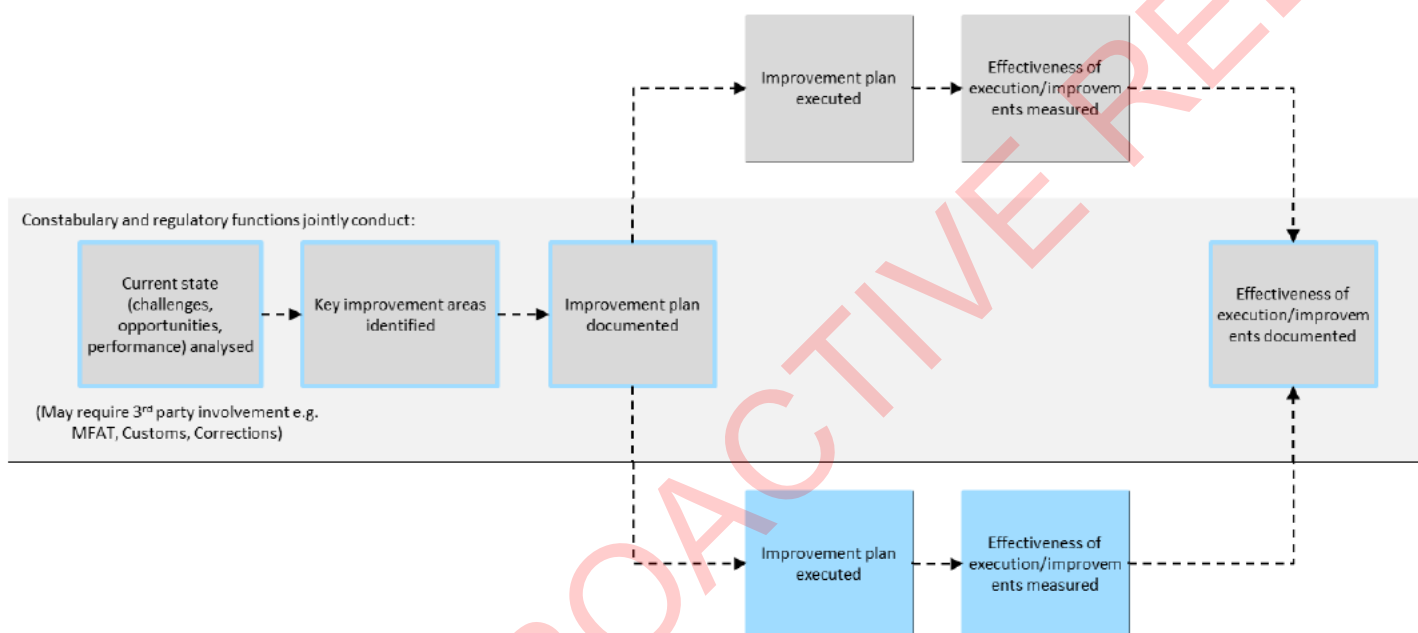 Improvement plan
executed
Effectiveness of
execution/improvem
ents measured
Constabulary and regulatory functions jointly conduct:
Current state
(challenges,
opportunities,
performance) analysed
Key improvement areas
identified
Improvement plan
documented
Effectiveness of
execution/improvem
ents documented
(May require 3rd party involvement e.g.
MFAT, Customs, Corrections)
Improvement plan
executed
Effectiveness of
execution/improvem
ents measured
OACTIVE RE